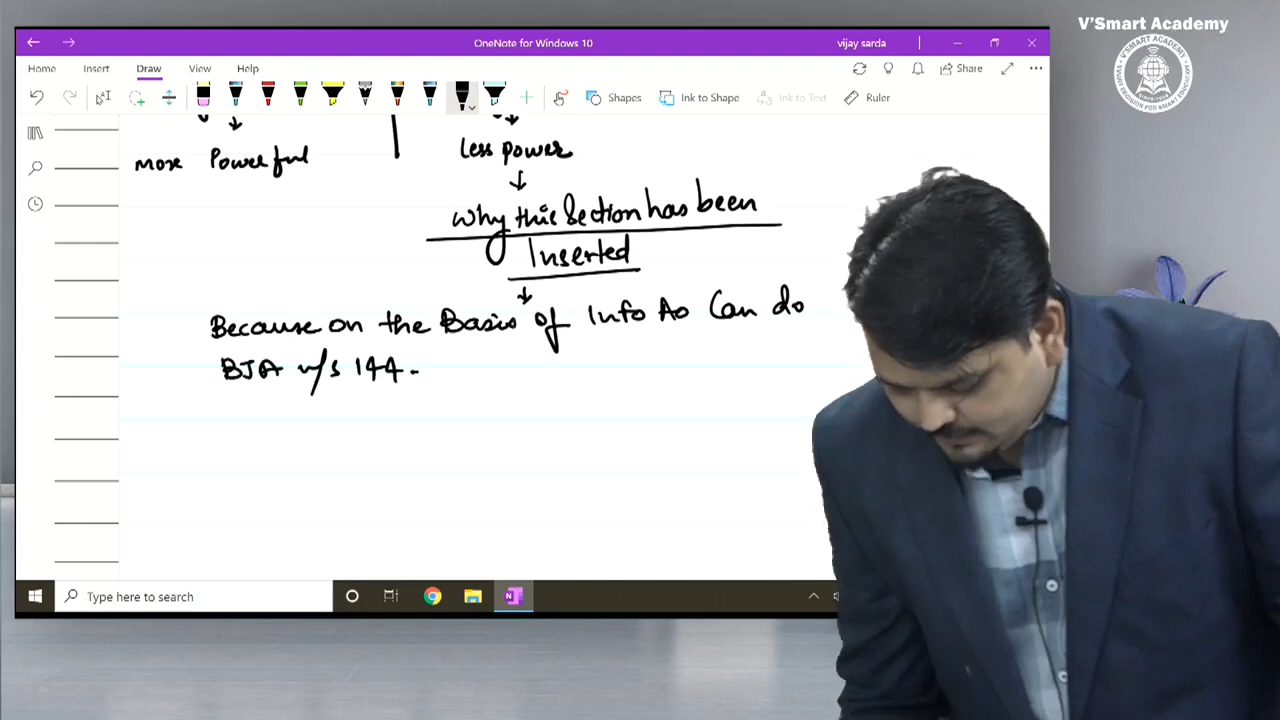 V'Smart Academy
OneNote for Windows 10
vijay sarda
Home Insert Draw View Help
Share
Shapes Ink to Shape Ink to Text Ruler
more Powerful
Less power
Why this Section has been
Inserted
Because on the Basis of Info AO Can do
BJA u/s 144.
Type here to search